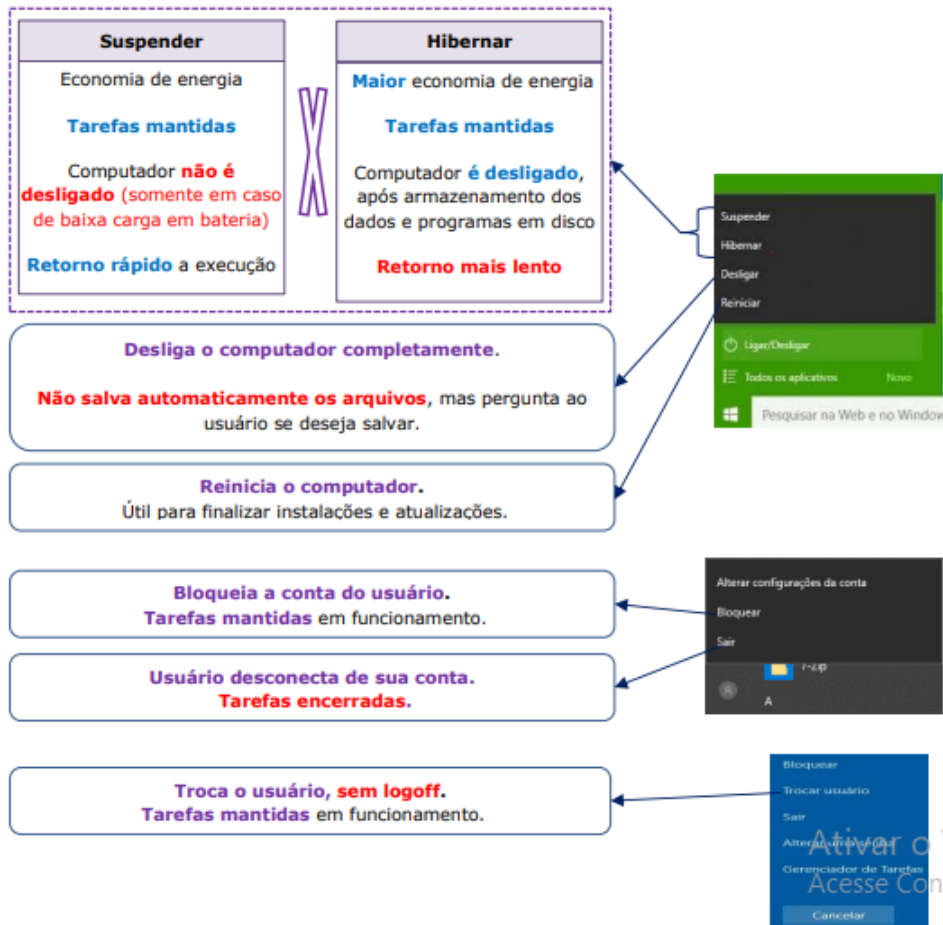 Suspender
Economia de energia
Tarefas mantidas
Computador não é
desligado (somente em caso
de baixa carga em bateria)
Retorno rápido a execução
X
Hibernar
Maior economia de energia
Tarefas mantidas
Computador é desligado,
após armazenamento dos
dados e programas em disco
Retorno mais lento
Suspender
Hibernar
Desligar
Reiniciar
Ligar/Desligar
Todos os aplicativos Novo
Pesquisar na Web e no Window
Desliga o computador completamente.
Não salva automaticamente os arquivos, mas pergunta ao
usuário se deseja salvar.
Reinicia o computador.
Útil para finalizar instalações e atualizações.
Bloqueia a conta do usuário.
Tarefas mantidas em funcionamento.
Usuário desconecta de sua conta.
Tarefas encerradas.
Alterar configurações da conta
Bloquear
Sair
7-Zip
A
Troca o usuário, sem logoff.
Tarefas mantidas em funcionamento.
Bloquear
Trocar usuário
Sair
Alterar uma senha
Gerenciador de Tarefas
Cancelar
Ativar o
Acesse Con